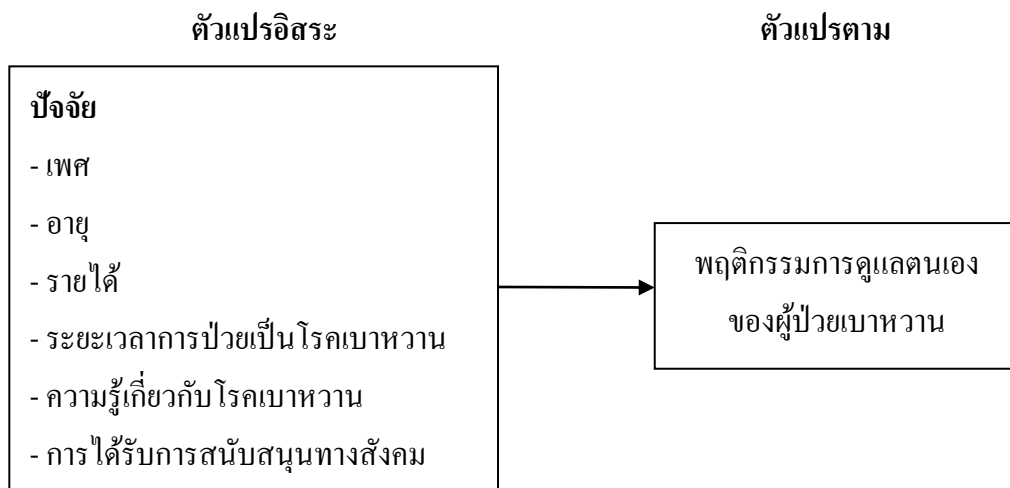 ตัวแปรอิสระ
ตัวแปรตาม
ปัจจัย
- เพศ
- อายุ
- รายได้
- ระยะเวลาการป่วยเป็นโรคเบาหวาน
- ความรู้เกี่ยวกับโรคเบาหวาน
- การได้รับการสนับสนุนทางสังคม
พฤติกรรมการดูแลตนเอง
ของผู้ป่วยเบาหวาน